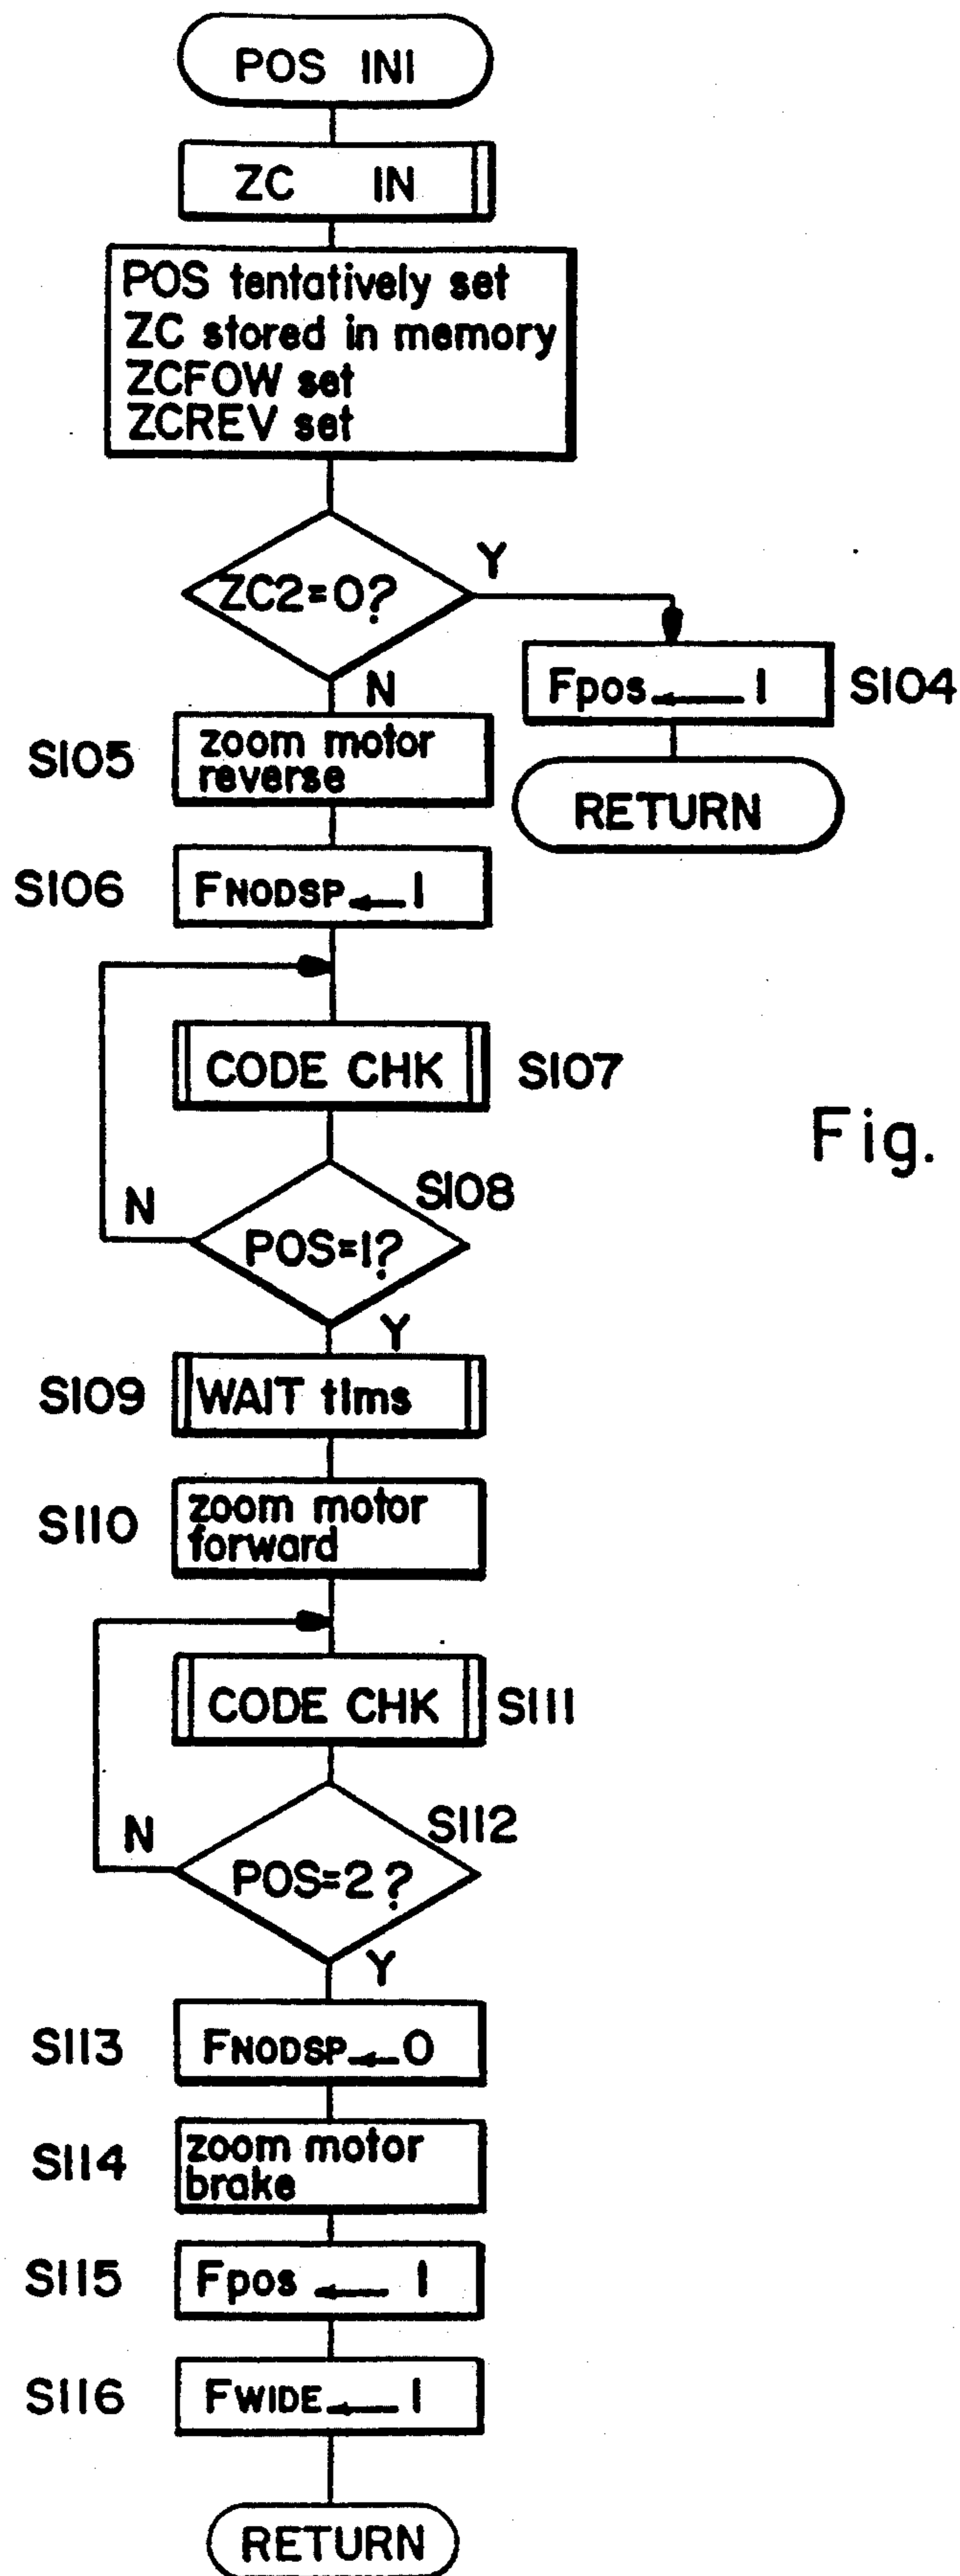 POS INI
ZC IN
POS tentatively set
ZC stored in memory
ZCFOW set
ZCREV set
ZC2=0?
Y
N
Fpos ← 1
S104
RETURN
S105
zoom motor
reverse
S106
FNODSP ← 1
CODE CHK
S107
Fig.
S108
N
POS=1?
Y
S109
WAIT t1ms
S110
zoom motor
forward
CODE CHK
S111
S112
N
POS=2?
Y
S113
FNODSP ← 0
S114
zoom motor
brake
S115
Fpos ← 1
S116
FWIDE ← 1
RETURN